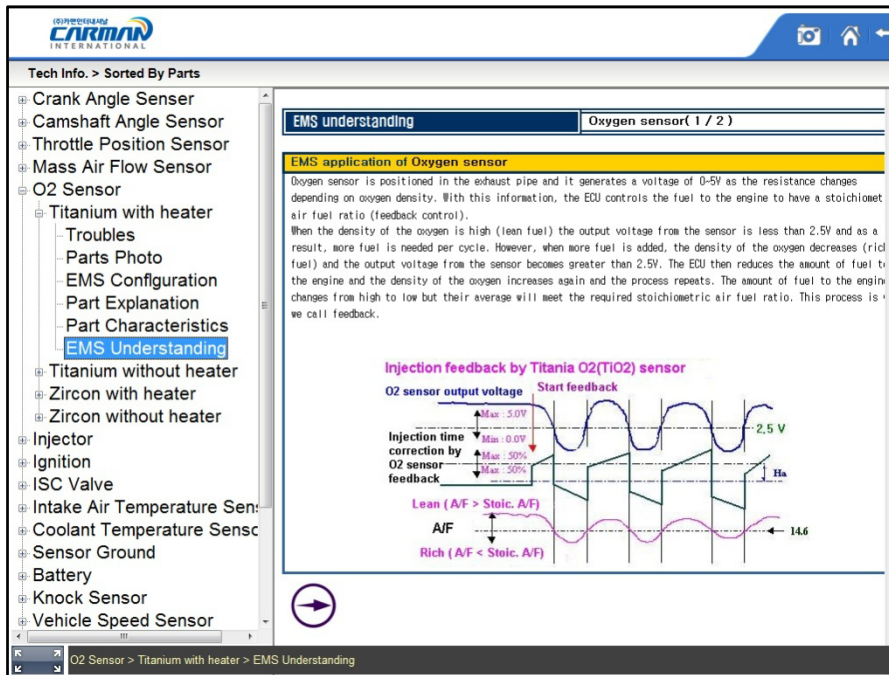 (주)카맨인터내셔날
CARMAN
INTERNATIONAL
Tech Info. > Sorted By Parts
Crank Angle Senser
Camshaft Angle Sensor
Throttle Position Sensor
Mass Air Flow Sensor
O2 Sensor
Titanium with heater
Troubles
Parts Photo
EMS Configuration
Part Explanation
Part Characteristics
EMS Understanding
Titanium without heater
Zircon with heater
Zircon without heater
Injector
Ignition
ISC Valve
Intake Air Temperature Sens
Coolant Temperature Senso
Sensor Ground
Battery
Knock Sensor
Vehicle Speed Sensor
EMS understanding
Oxygen sensor( 1 / 2 )
EMS application of Oxygen sensor
Oxygen sensor is positioned in the exhaust pipe and it generates a voltage of 0~5V as the resistance changes
depending on oxygen density. With this information, the ECU controls the fuel to the engine to have a stoichiomet
air fuel ratio (feedback control).
When the density of the oxygen is high (lean fuel) the output voltage from the sensor is less than 2.5V and as a
result, more fuel is needed per cycle. However, when more fuel is added, the density of the oxygen decreases (ric
fuel) and the output voltage from the sensor becomes greater than 2.5V. The ECU then reduces the amount of fuel t
the engine and the density of the oxygen increases again and the process repeats. The amount of fuel to the engin
changes from high to low but their average will meet the required stoichiometric air fuel ratio. This process is
we call feedback.
Injection feedback by Titania O2(TiO2) sensor
O2 sensor output voltage
Start feedback
Max : 5.0V
2,5 V
Min : 0.0V
Injection time
correction by
O2 sensor
feedback
Max : 50%
Max : 50%
Ha
Lean ( A/F > Stoic. A/F)
A/F
14.6
Rich ( A/F < Stoic. A/F)
O2 Sensor > Titanium with heater > EMS Understanding